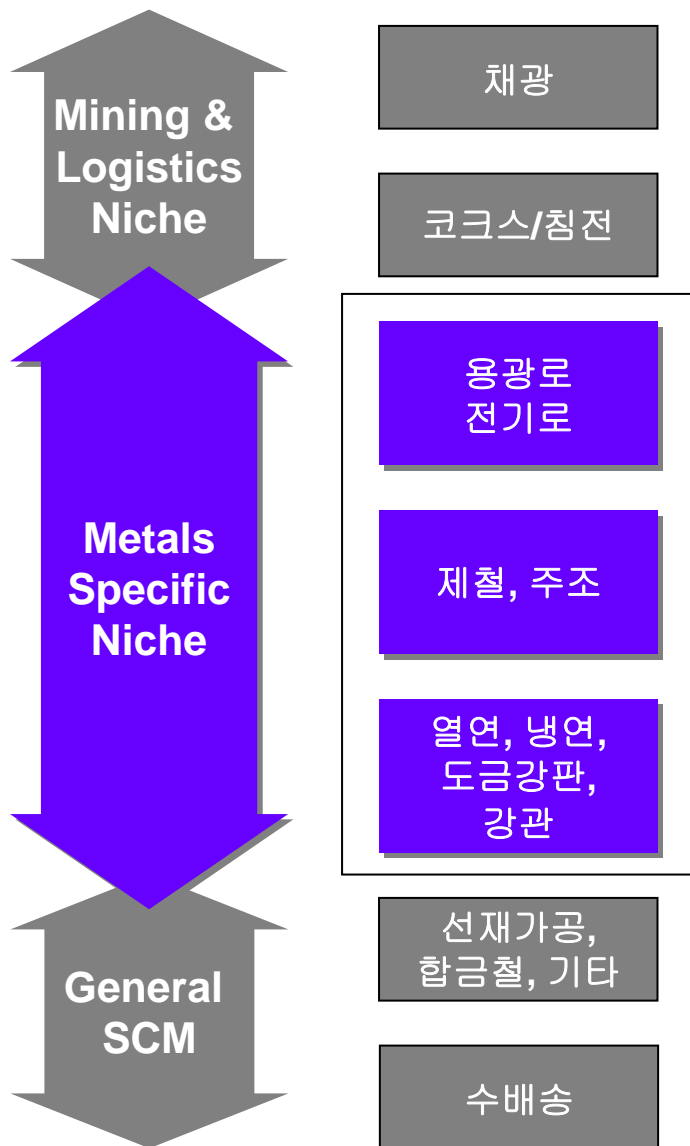 Mining &
Logistics
Niche
채광
코크스/침전
Metals
Specific
Niche
용광로
전기로
제철, 주조
열연, 냉연,
도금강판,
강관
General
SCM
선재가공,
합금철, 기타
수배송